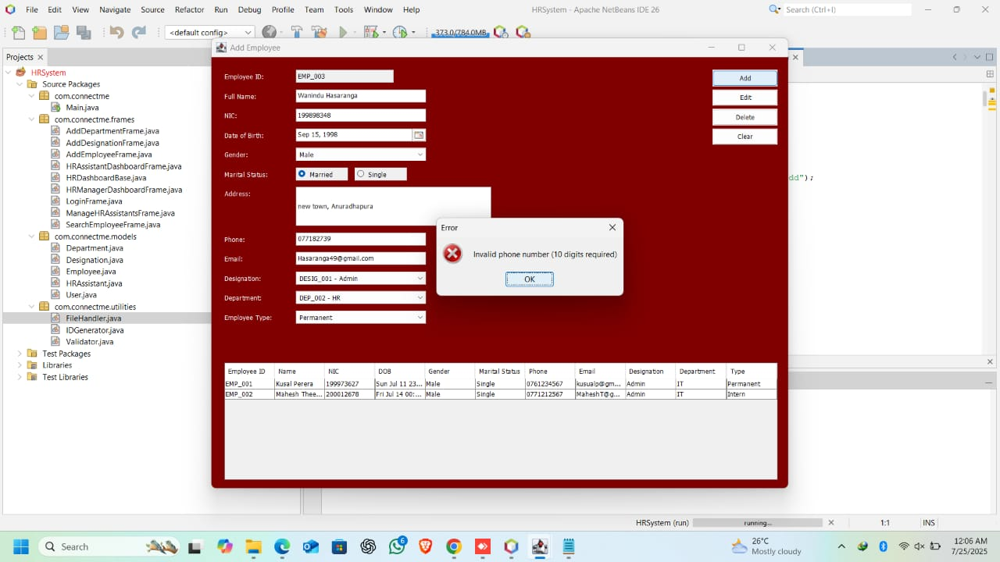 File Edit View Navigate Source Refactor Run Debug Profile Team Tools Window Help
HRSystem - Apache NetBeans IDE 26
Search (Ctrl+I)
<default config>
373.0/784.0MB
Projects
HRSystem
Source Packages
com.connectme
Main.java
com.connectme.frames
AddDepartmentFrame.java
AddDesignationFrame.java
AddEmployeeFrame.java
HRAssistantDashboardFrame.java
HRDashboardBase.java
HRManagerDashboardFrame.java
LoginFrame.java
ManageHRAssistantsFrame.java
SearchEmployeeFrame.java
com.connectme.models
Department.java
Designation.java
Employee.java
HRAssistant.java
User.java
com.connectme.utilities
FileHandler.java
IDGenerator.java
Validator.java
Test Packages
Libraries
Test Libraries
Add Employee
Employee ID: EMP_003
Full Name: Wanindu Hasaranga
NIC: 199898348
Date of Birth: Sep 15, 1998
Gender: Male
Marital Status: Married Single
Address: new town, Anuradhapura
Phone: 077182739
Email: Hasaranga49@gmail.com
Designation: DESIG_001 - Admin
Department: DEP_002 - HR
Employee Type: Permanent
Add
Edit
Delete
Clear
dd");
Error
Invalid phone number (10 digits required)
OK
Employee ID Name NIC DOB Gender Marital Status Phone Email Designation Department Type
EMP_001 Kusal Perera 199973627 Sun Jul 11 23... Male Single 0761234567 kusualp@gm... Admin IT Permanent
EMP_002 Mahesh Thee... 200012678 Fri Jul 14 00:... Male Single 0771212567 MaheshT@g... Admin IT Intern
HRSystem (run) running... 1:1 INS
Search
6
26°C
Mostly cloudy
12:06 AM
7/25/2025